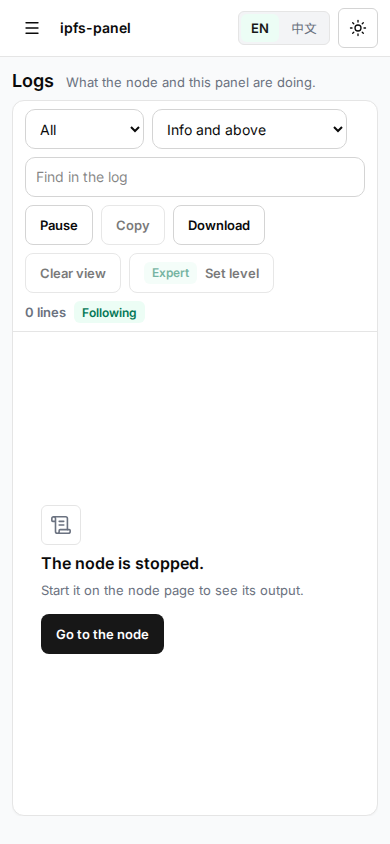 ipfs-panel
EN 中文
Logs What the node and this panel are doing.
All Info and above
Find in the log
Pause Copy Download
Clear view Expert Set level
0 lines Following
The node is stopped.
Start it on the node page to see its output.
Go to the node